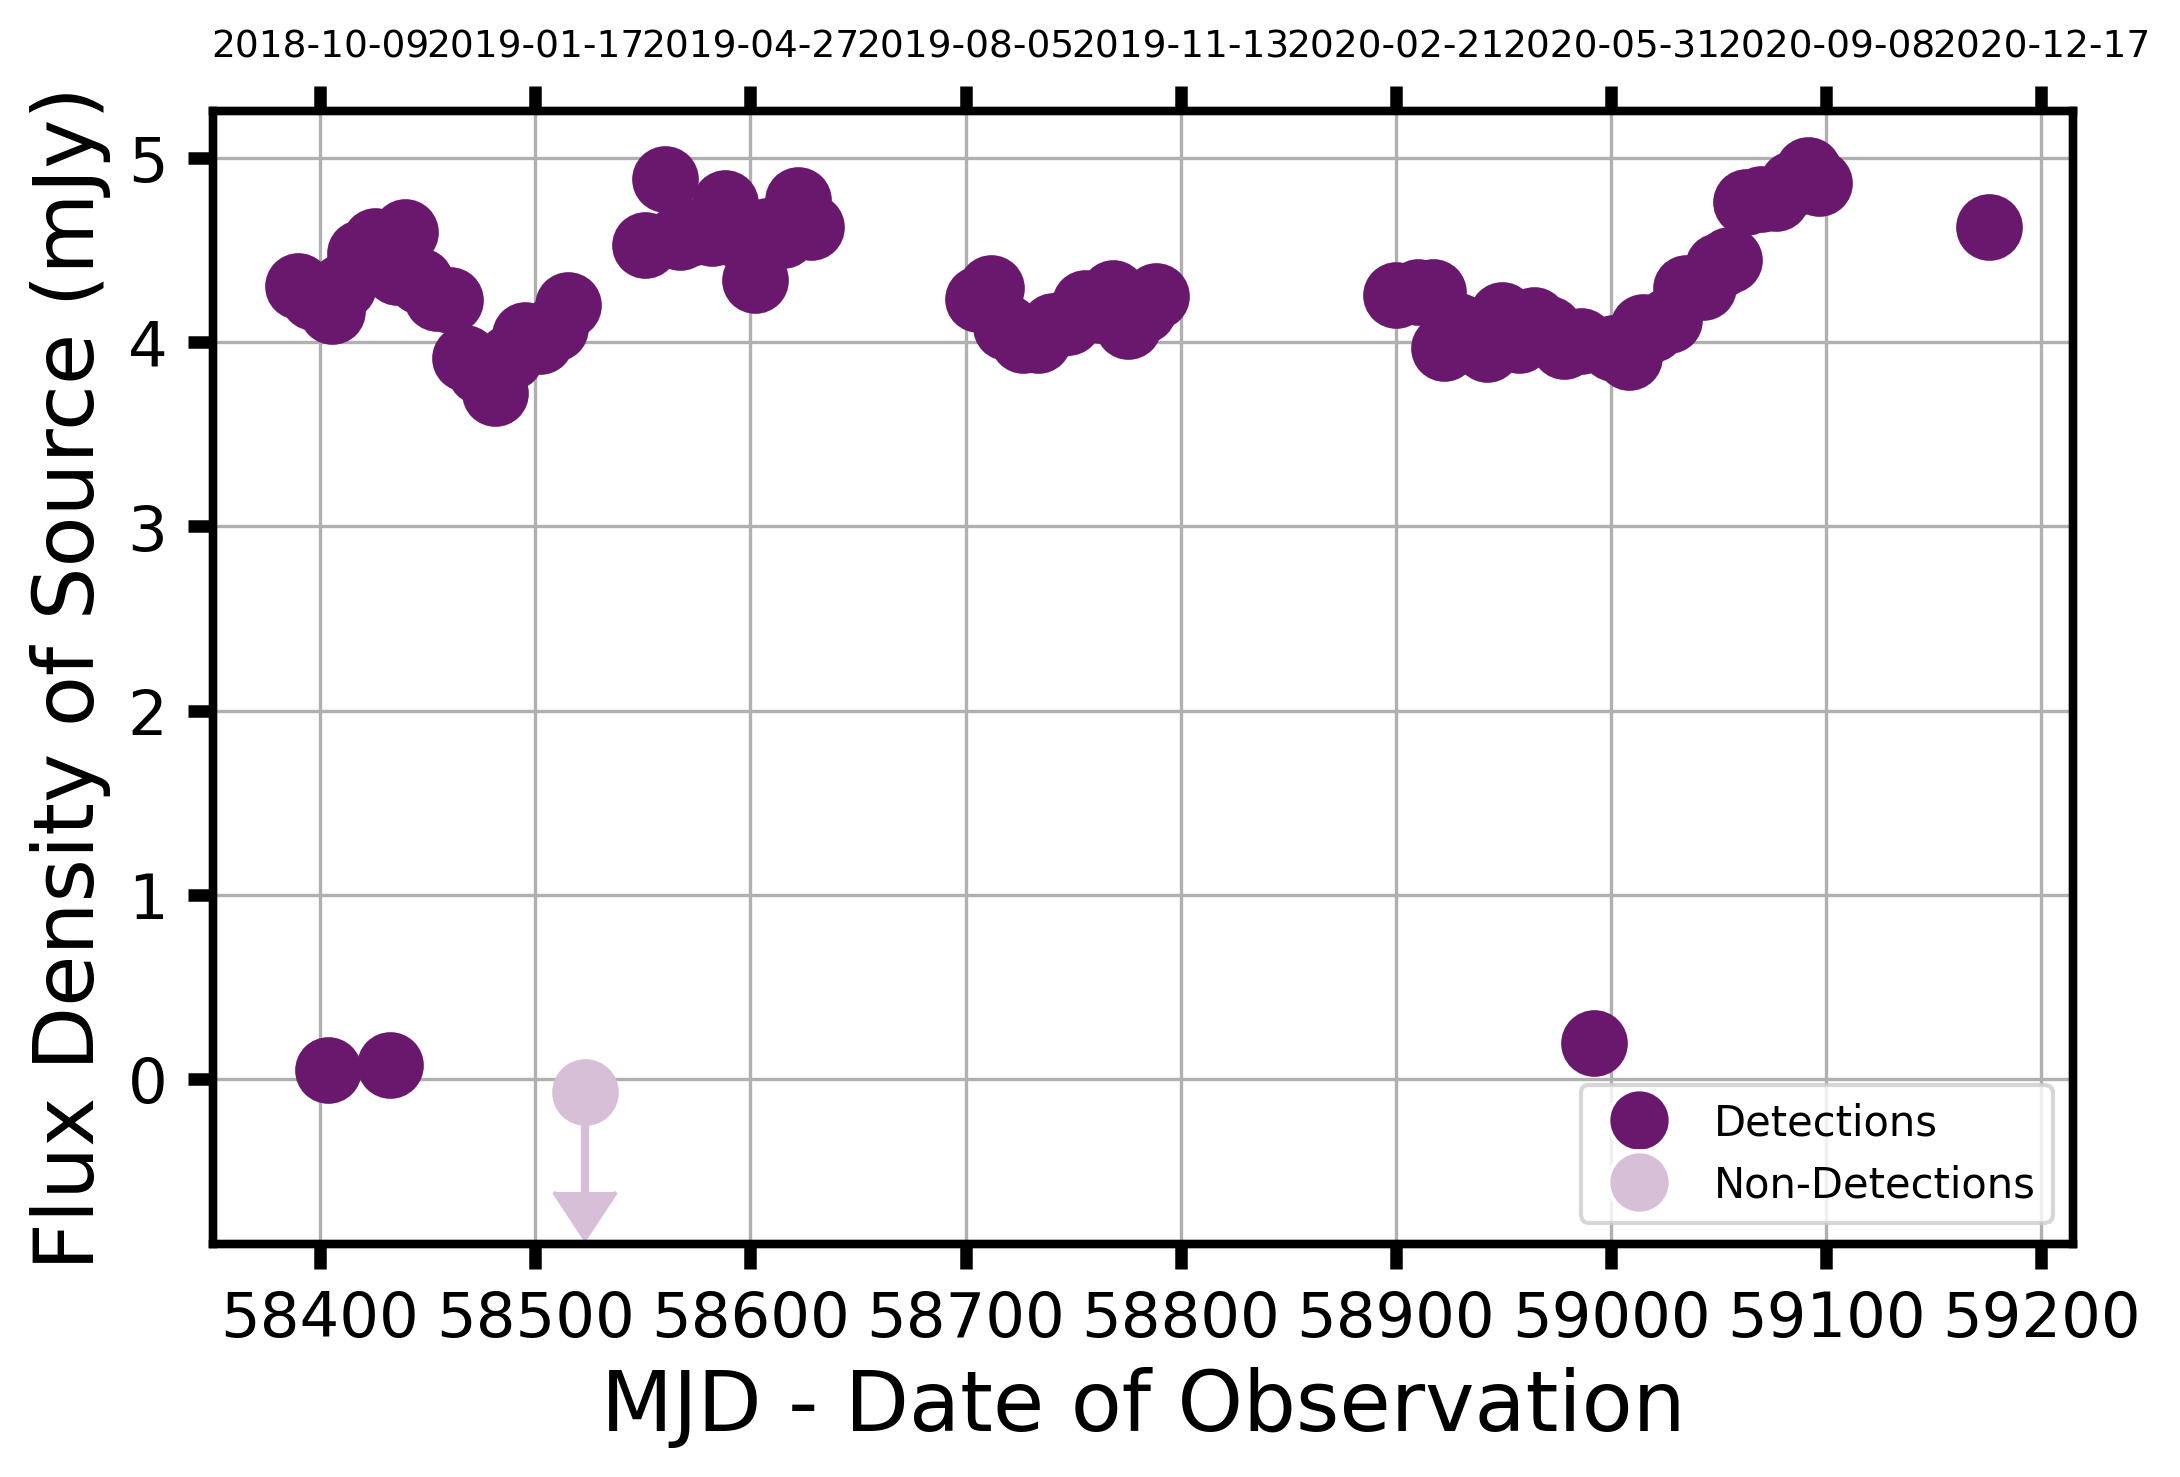 2018-10-09 2019-01-17 2019-04-27 2019-08-05 2019-11-13 2020-02-21 2020-05-31 2020-09-08 2020-12-17
Flux Density of Source (mJy)
5
4
3
2
1
0
Detections
Non-Detections
58400 58500 58600 58700 58800 58900 59000 59100 59200
MJD - Date of Observation